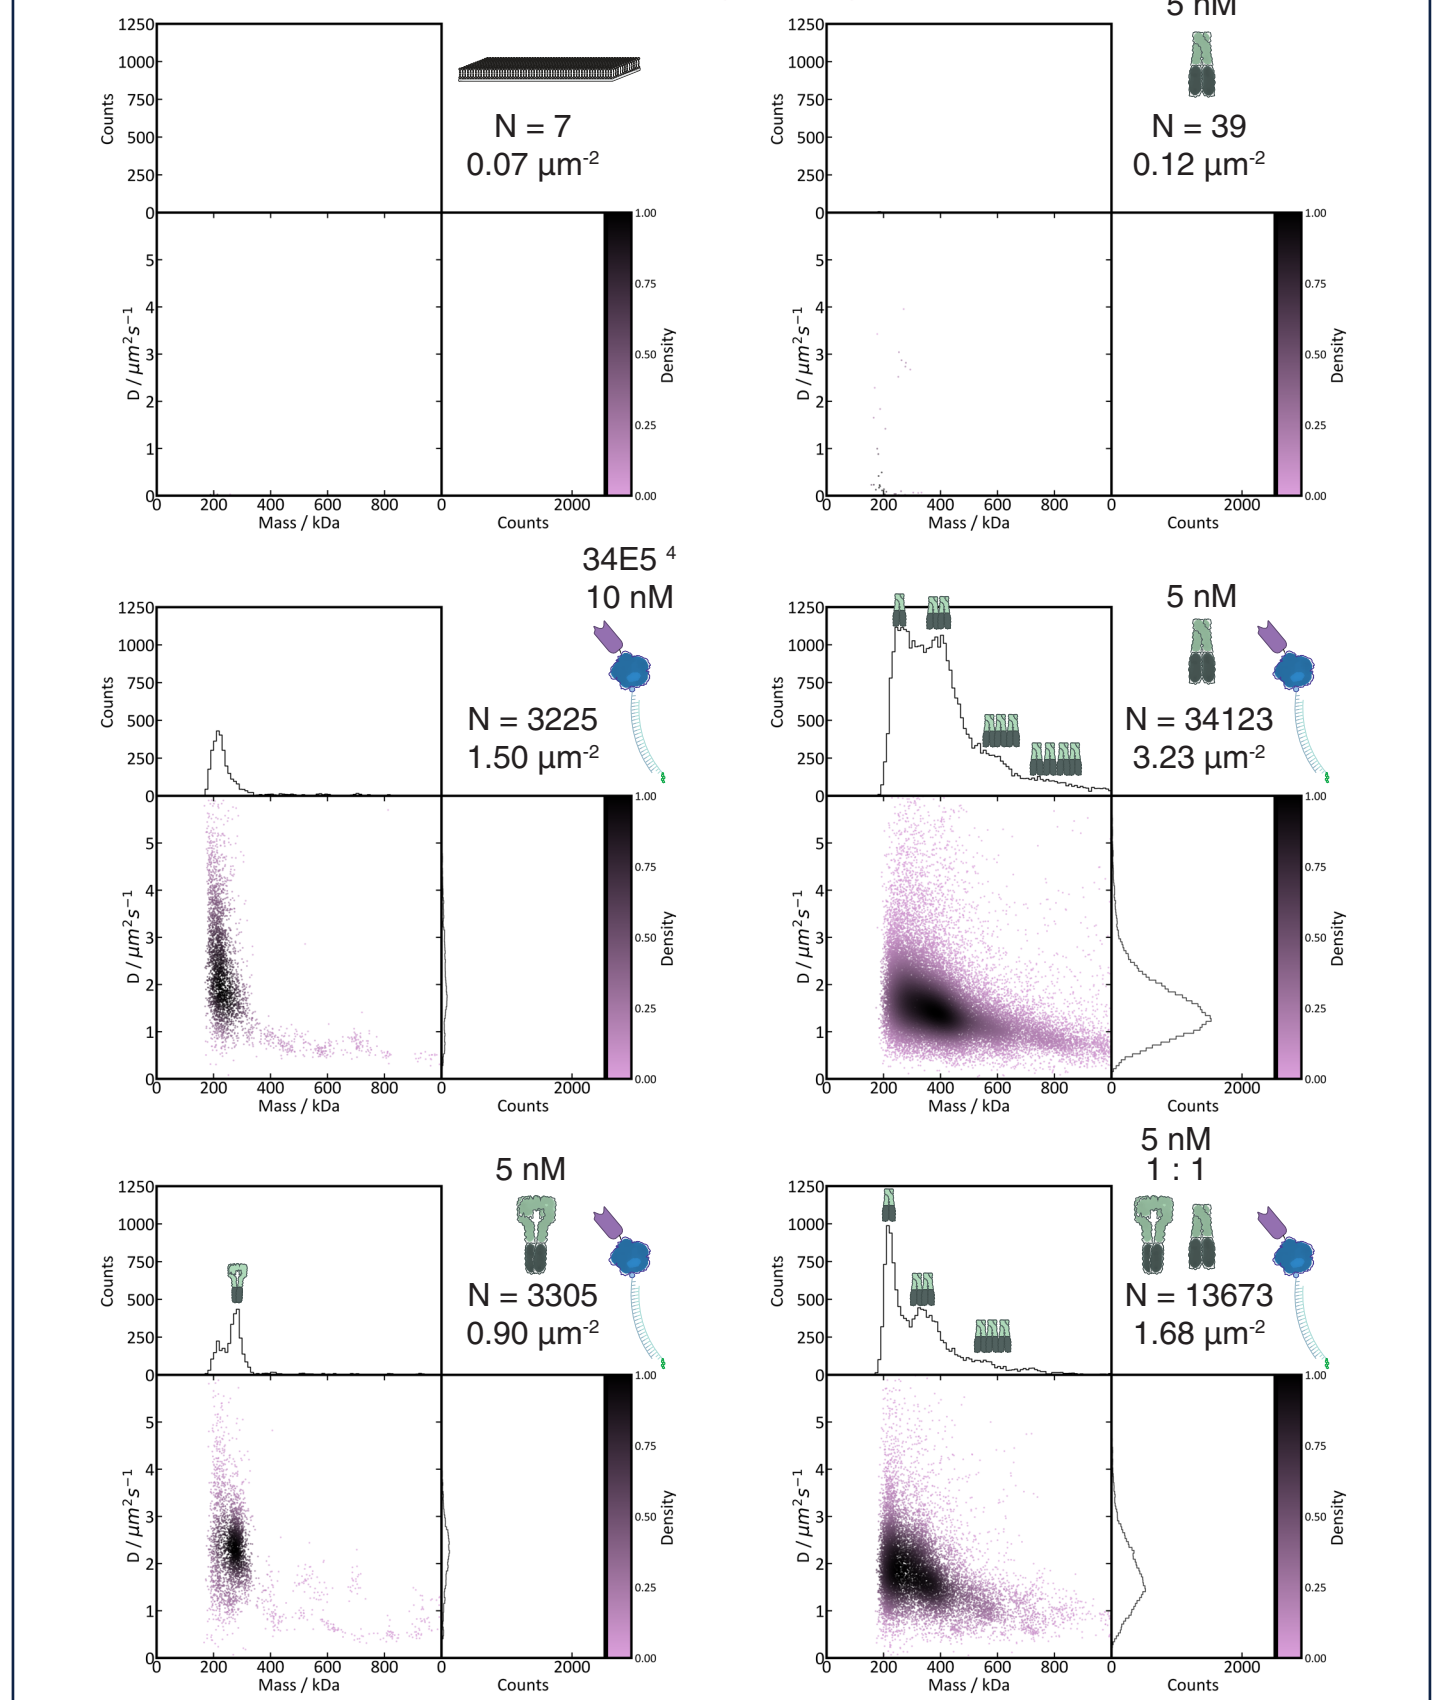 5 nM
1250
1000
750
500
250
0
Counts
N = 7
0.07 µm-2
1250
1000
750
500
250
0
Counts
N = 39
0.12 µm-2
5
4
3
2
1
0
D / µm²s⁻¹
0 200 400 600 800 0 2000
Mass / kDa Counts
1.00
0.75
0.50
0.25
0.00
Density
5
4
3
2
1
0
D / µm²s⁻¹
0 200 400 600 800 0 2000
Mass / kDa Counts
1.00
0.75
0.50
0.25
0.00
Density
34E5 4
10 nM
1250
1000
750
500
250
0
Counts
N = 3225
1.50 µm-2
5 nM
1250
1000
750
500
250
0
Counts
N = 34123
3.23 µm-2
5
4
3
2
1
0
D / µm²s⁻¹
0 200 400 600 800 0 2000
Mass / kDa Counts
1.00
0.75
0.50
0.25
0.00
Density
5
4
3
2
1
0
D / µm²s⁻¹
0 200 400 600 800 0 2000
Mass / kDa Counts
1.00
0.75
0.50
0.25
0.00
Density
5 nM
1250
1000
750
500
250
0
Counts
N = 3305
0.90 µm-2
5 nM
1 : 1
1250
1000
750
500
250
0
Counts
N = 13673
1.68 µm-2
5
4
3
2
1
0
D / µm²s⁻¹
0 200 400 600 800 0 2000
Mass / kDa Counts
1.00
0.75
0.50
0.25
0.00
Density
5
4
3
2
1
0
D / µm²s⁻¹
0 200 400 600 800 0 2000
Mass / kDa Counts
1.00
0.75
0.50
0.25
0.00
Density